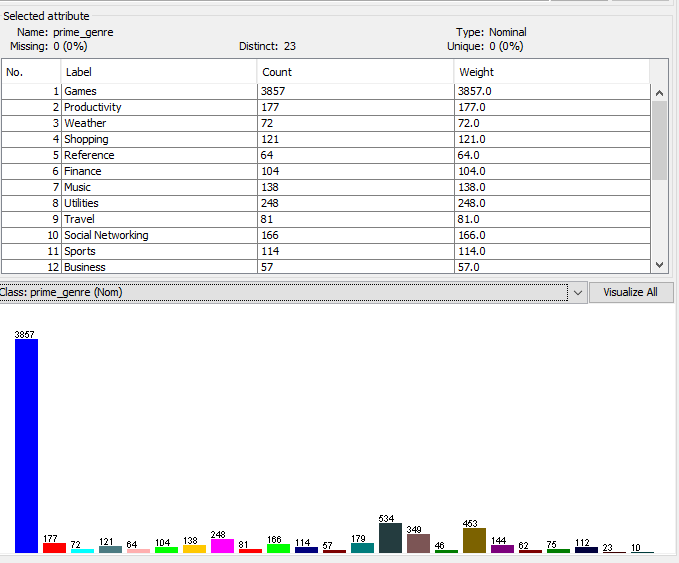 Selected attribute
Name: prime_genre Type: Nominal
Missing: 0 (0%) Distinct: 23 Unique: 0 (0%)
No. Label Count Weight
1 Games 3857 3857.0
2 Productivity 177 177.0
3 Weather 72 72.0
4 Shopping 121 121.0
5 Reference 64 64.0
6 Finance 104 104.0
7 Music 138 138.0
8 Utilities 248 248.0
9 Travel 81 81.0
10 Social Networking 166 166.0
11 Sports 114 114.0
12 Business 57 57.0
Class: prime_genre (Nom) Visualize All
3857
177 72 121 64 104 138 248 81 166 114 57 179 534 349 46 453 144 62 75 112 23 10